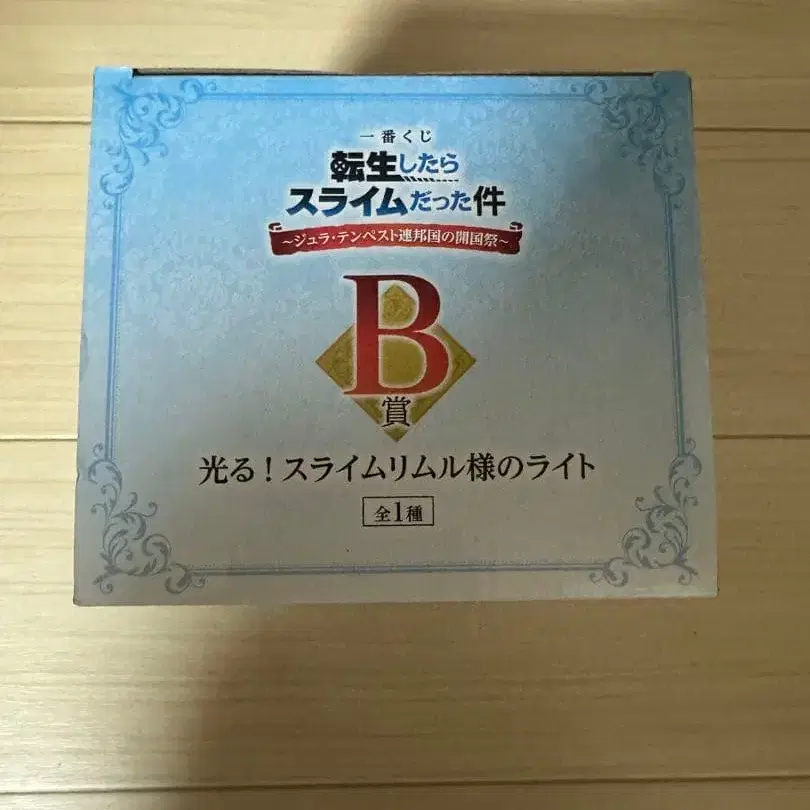 一番くじ
転生したら
スライムだった件
～ジュラ・テンペスト連邦国の開国祭～
B
賞
光る！スライムリムル様のライト
全1種